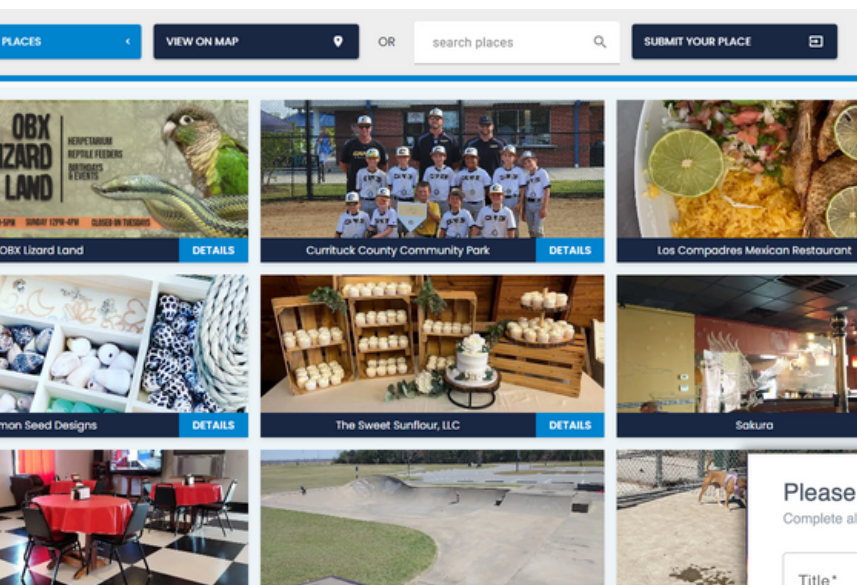 PLACES
VIEW ON MAP
OR
search places
SUBMIT YOUR PLACE
OBX
IZARD
LAND
HERPETARIUM
REPTILE FEEDERS
BIRTHDAYS
& EVENTS
-5PM SUNDAY 12PM-4PM CLOSED ON TUESDAYS
OBX Lizard Land
DETAILS
Currituck County Community Park
DETAILS
Los Compadres Mexican Restaurant
mon Seed Designs
DETAILS
The Sweet Sunflour, LLC
DETAILS
Sakura
Please
Complete al
Title*